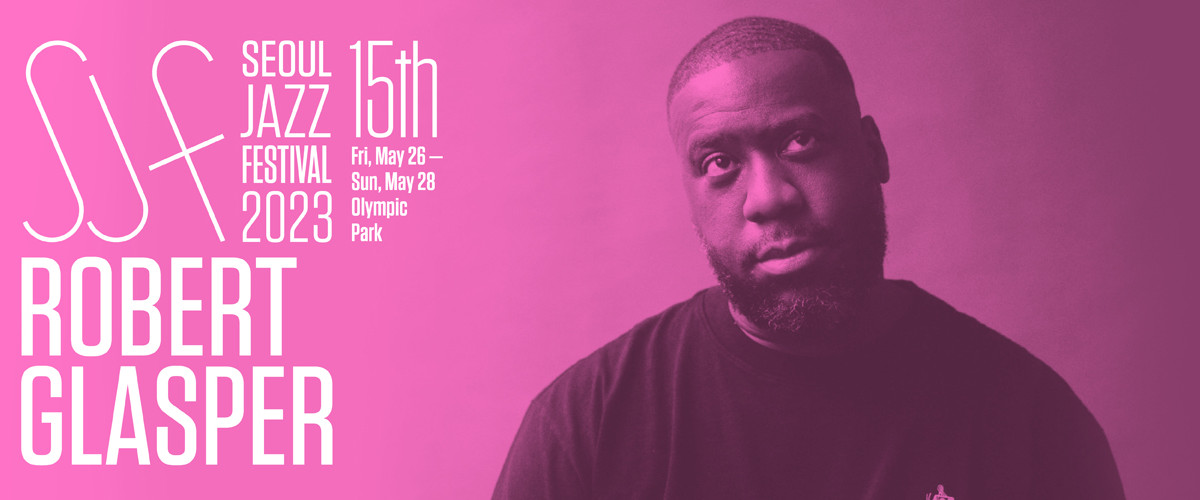 SJF
SEOUL
JAZZ
FESTIVAL
2023
15th
Fri, May 26 –
Sun, May 28
Olympic
Park
ROBERT
GLASPER